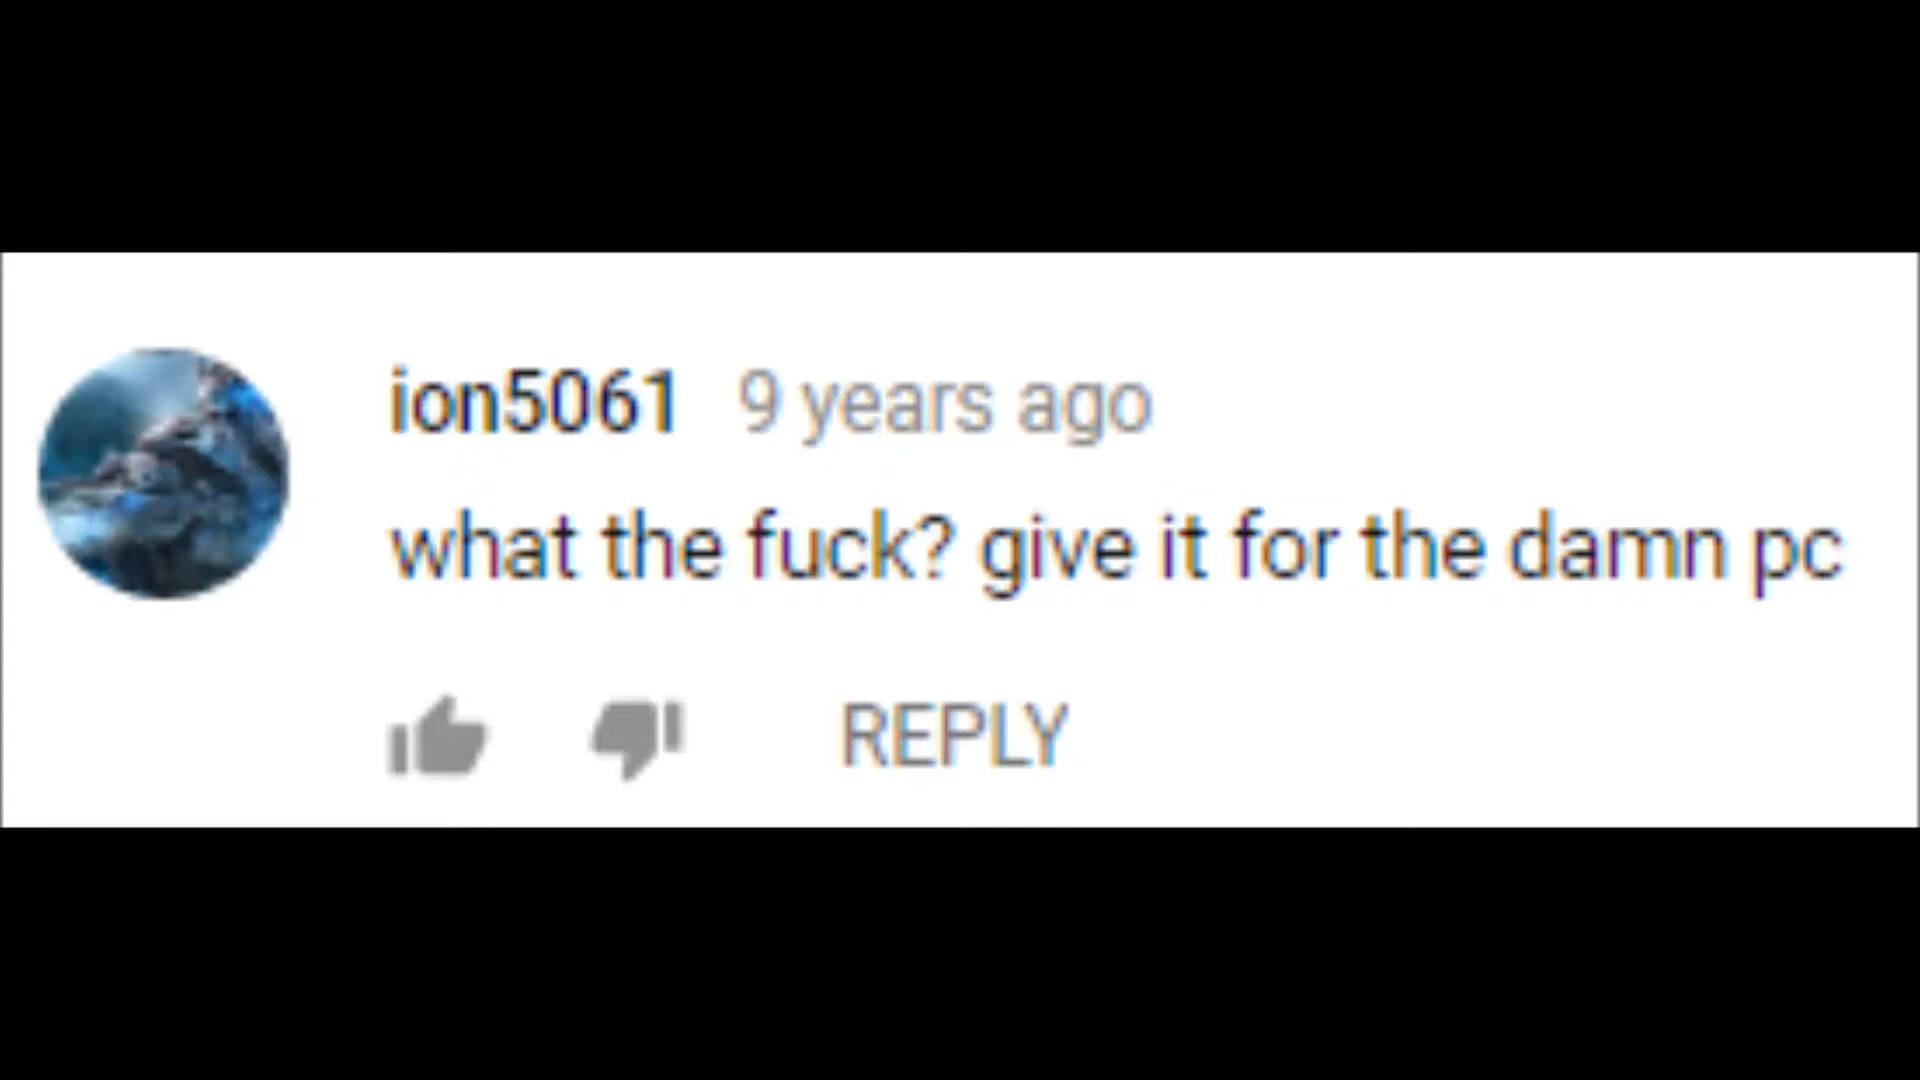 ion5061 9 years ago
what the fuck? give it for the damn pc
REPLY